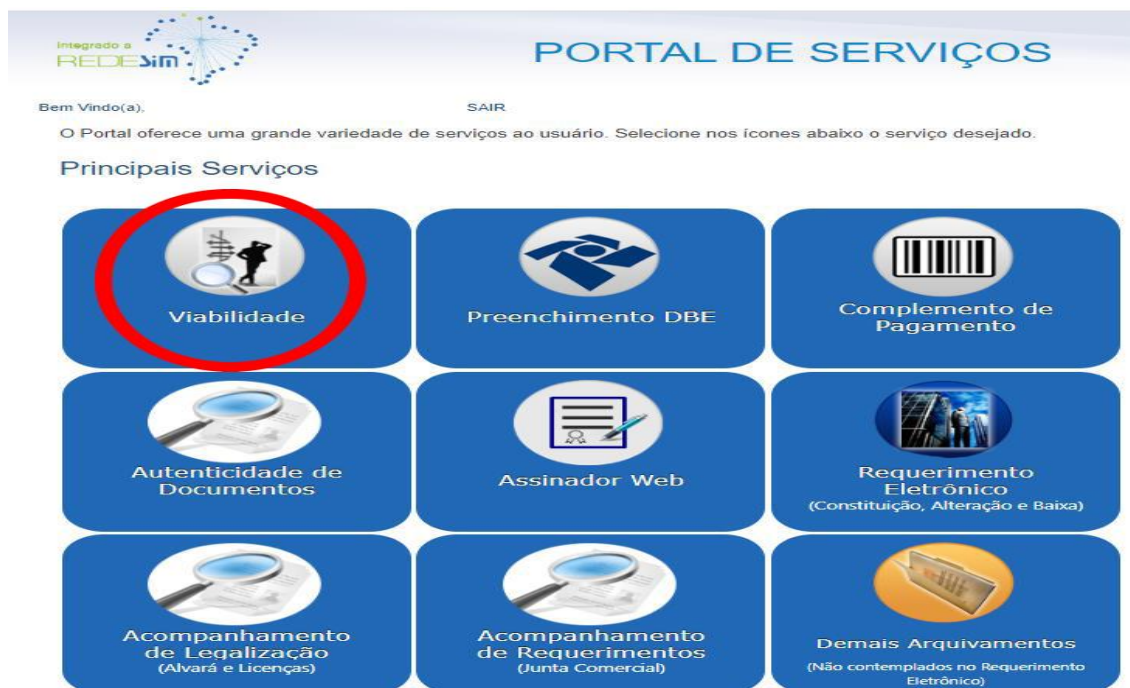 Integrado a
REDESim
PORTAL DE SERVIÇOS
Bem Vindo(a),
SAIR
O Portal oferece uma grande variedade de serviços ao usuário. Selecione nos ícones abaixo o serviço desejado.
Principais Serviços
Viabilidade
Preenchimento DBE
Complemento de
Pagamento
Autenticidade de
Documentos
Assinador Web
Requerimento
Eletrônico
(Constituição, Alteração e Baixa)
Acompanhamento
de Legalização
(Alvará e Licenças)
Acompanhamento
de Requerimentos
(Junta Comercial)
Demais Arquivamentos
(Não contemplados no Requerimento
Eletrônico)